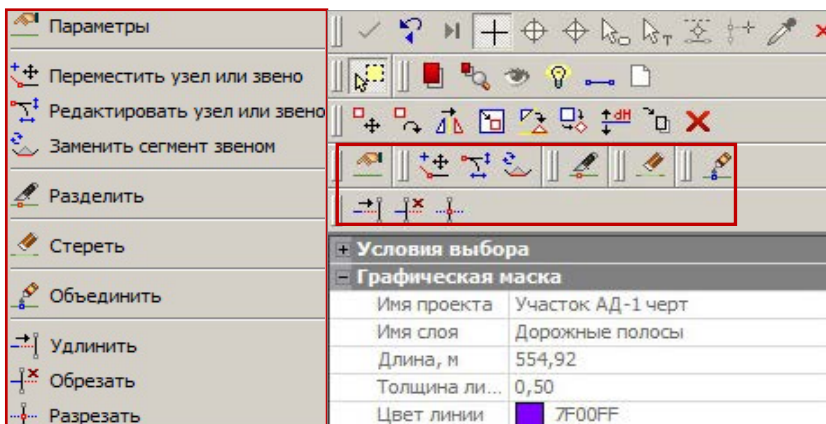 Параметры
Переместить узел или звено
Редактировать узел или звено
Заменить сегмент звеном
Разделить
Стереть
Объединить
Удлинить
Обрезать
Разрезать
T
dH
Условия выбора
Графическая маска
Имя проекта Участок АД-1 черт
Имя слоя Дорожные полосы
Длина, м 554,92
Толщина ли... 0,50
Цвет линии 7F00FF